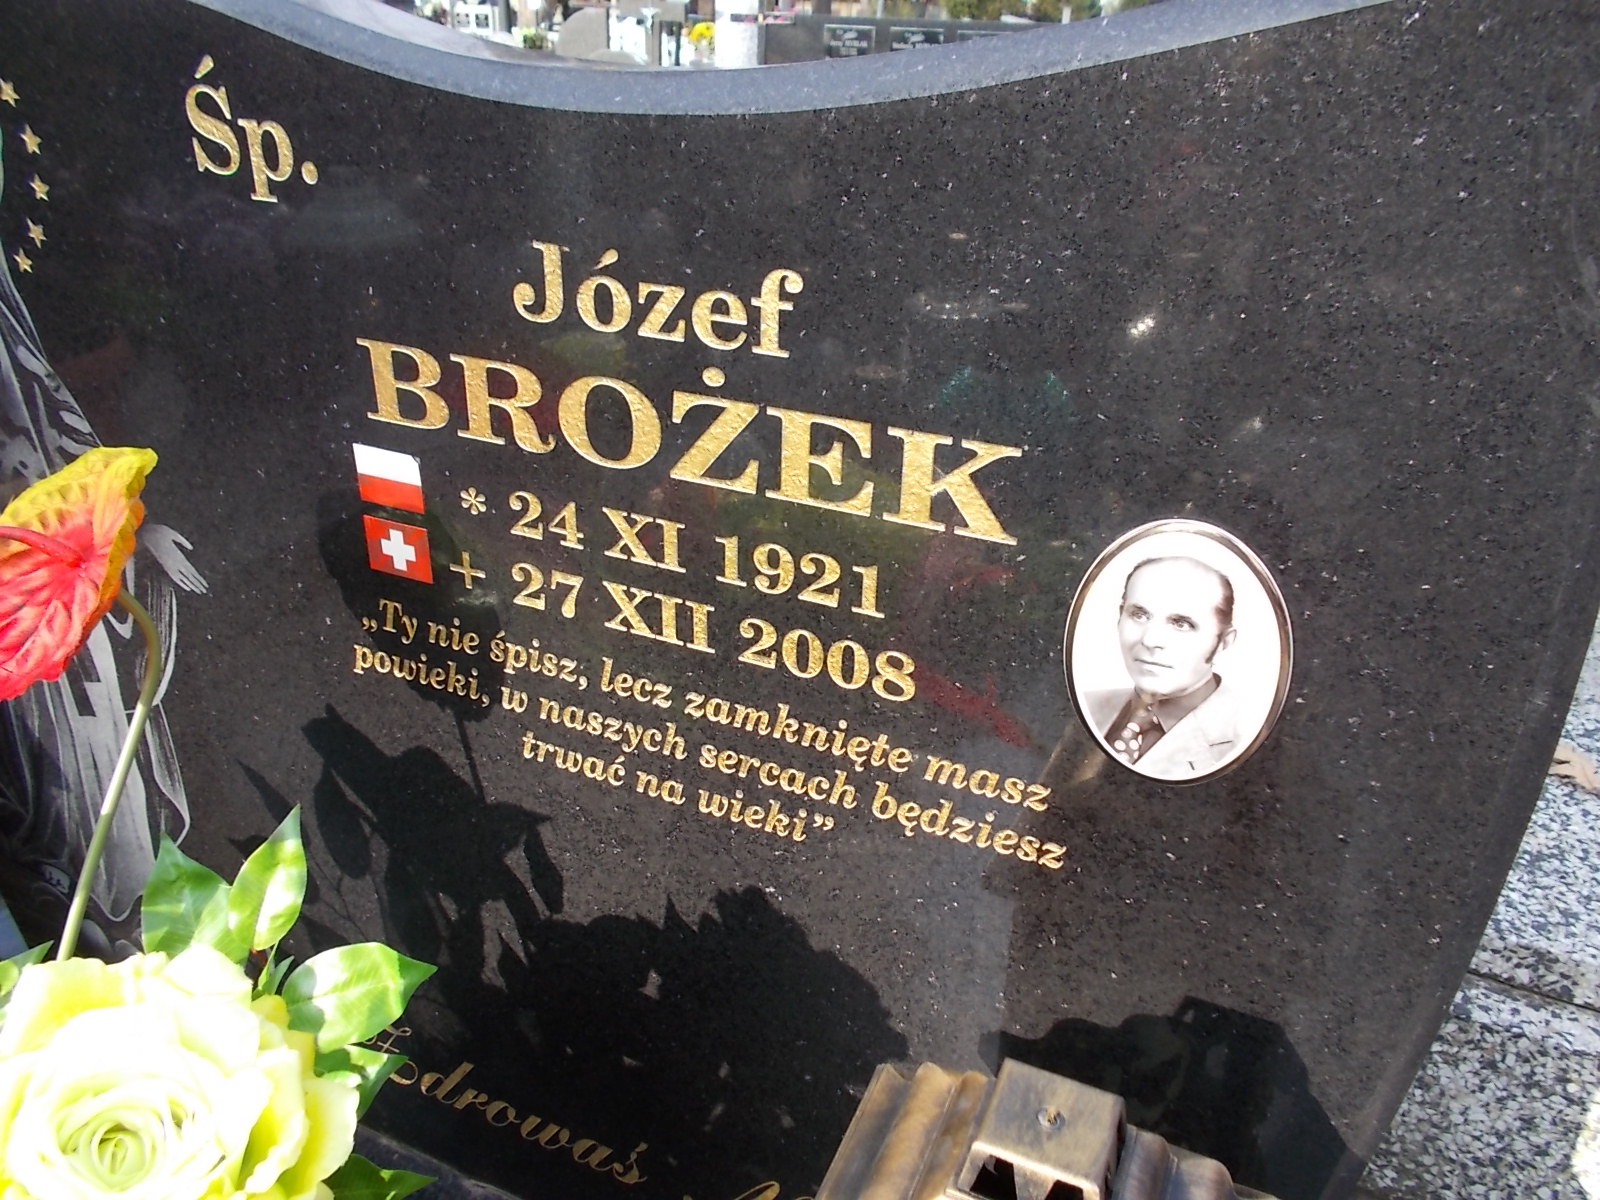 Śp.
Józef
BROŻEK
* 24 XI 1921
+ 27 XII 2008
„Ty nie śpisz, lecz zamknięte masz
powieki, w naszych sercach będziesz
trwać na wieki”
Zdrowaś